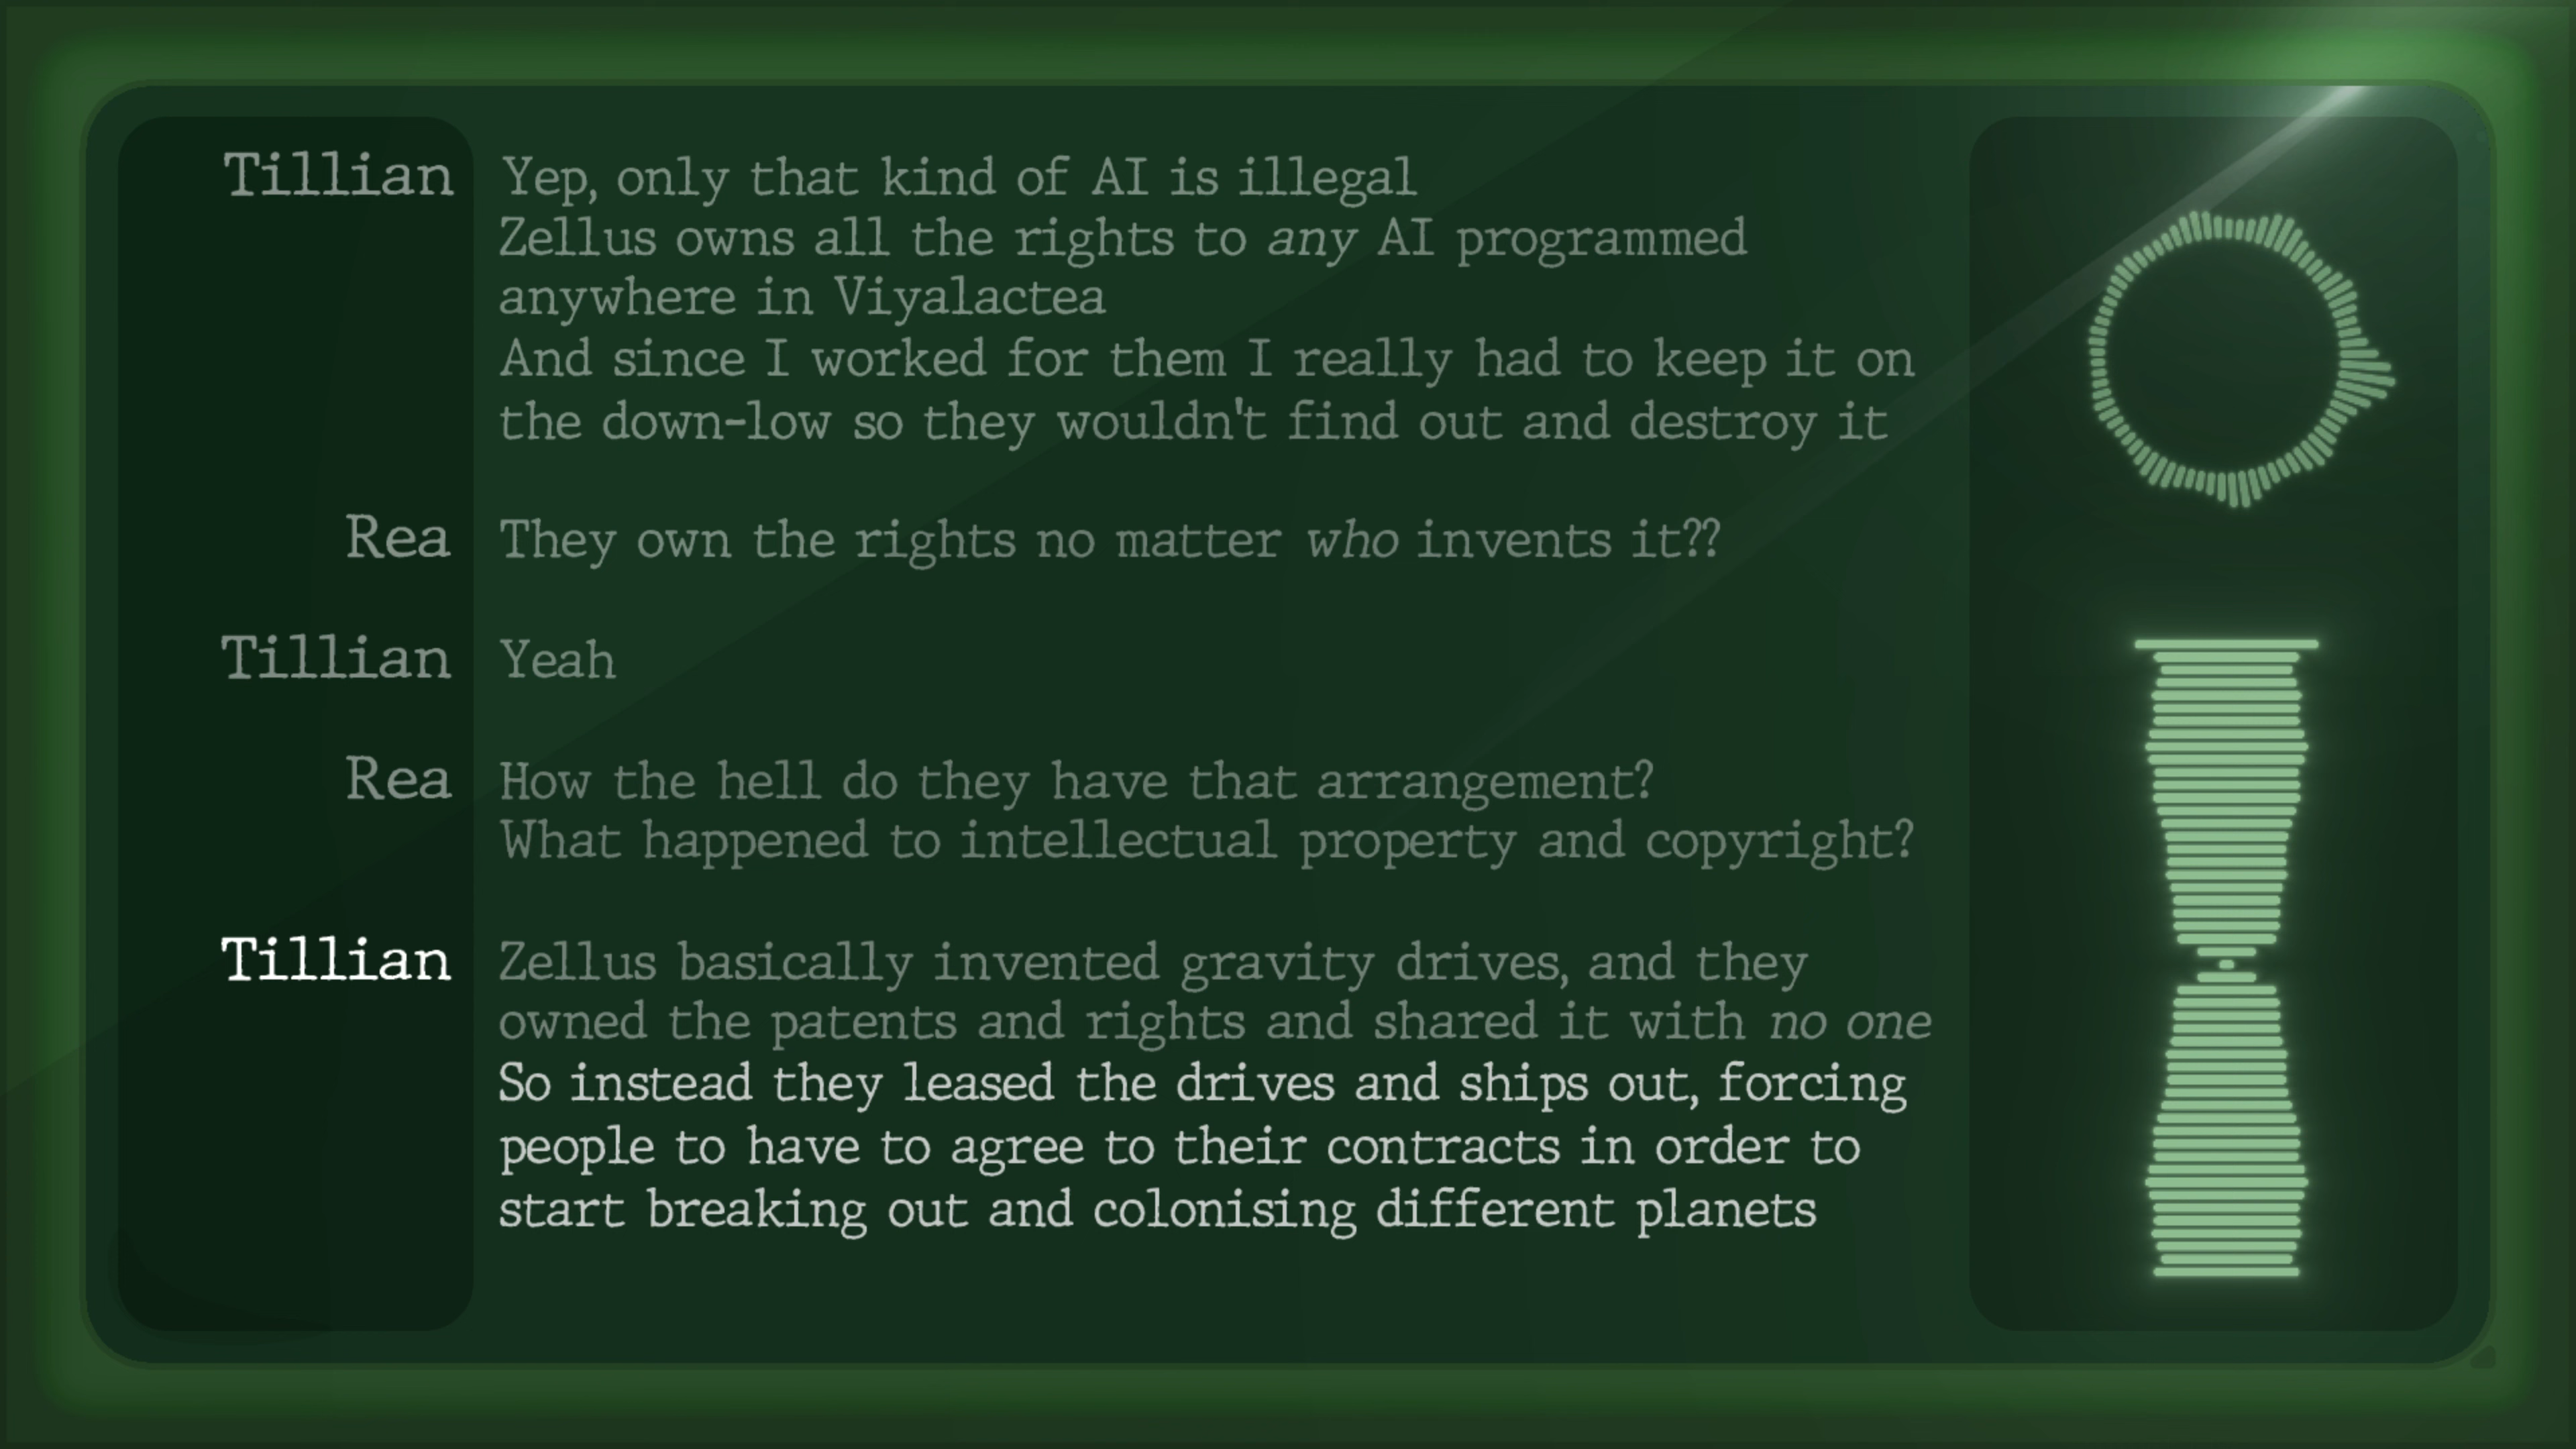 Tillian Yep, only that kind of AI is illegal
Zellus owns all the rights to any AI programmed
anywhere in Viyalactea
And since I worked for them I really had to keep it on
the down-low so they wouldn't find out and destroy it
Rea They own the rights no matter who invents it??
Tillian Yeah
Rea How the hell do they have that arrangement?
What happened to intellectual property and copyright?
Tillian Zellus basically invented gravity drives, and they
owned the patents and rights and shared it with no one
So instead they leased the drives and ships out, forcing
people to have to agree to their contracts in order to
start breaking out and colonising different planets